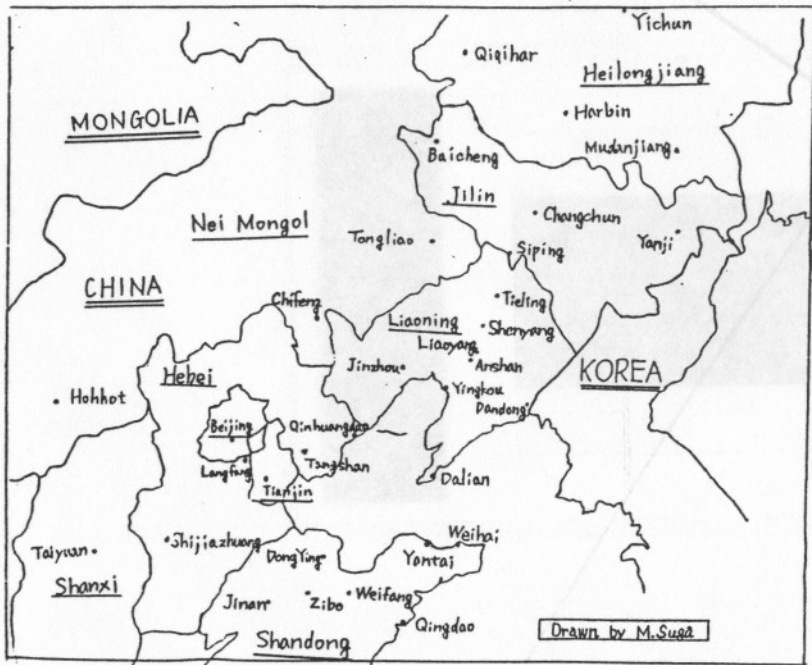 Yichun
Qiqihar
Heilongjiang
MONGOLIA
Harbin
Baicheng
Mudanjiang
Jilin
Nei Mongol
Changchun
Tongliao
Siping
Yanji
CHINA
Chifeng
Tieling
Liaoning
Shenyang
Liaoyang
Jinzhou
Anshan
KOREA
Hebei
Yingkou
Hohhot
Dandong
Beijing
Qinhuangdao
Langfang
Tangshan
Tianjin
Dalian
Shijiazhuang
Weihai
Taiyuan
DongYing
Yantai
Shanxi
Jinan
Zibo
Weifang
Qingdao
Shandong
Drawn by M.Suga